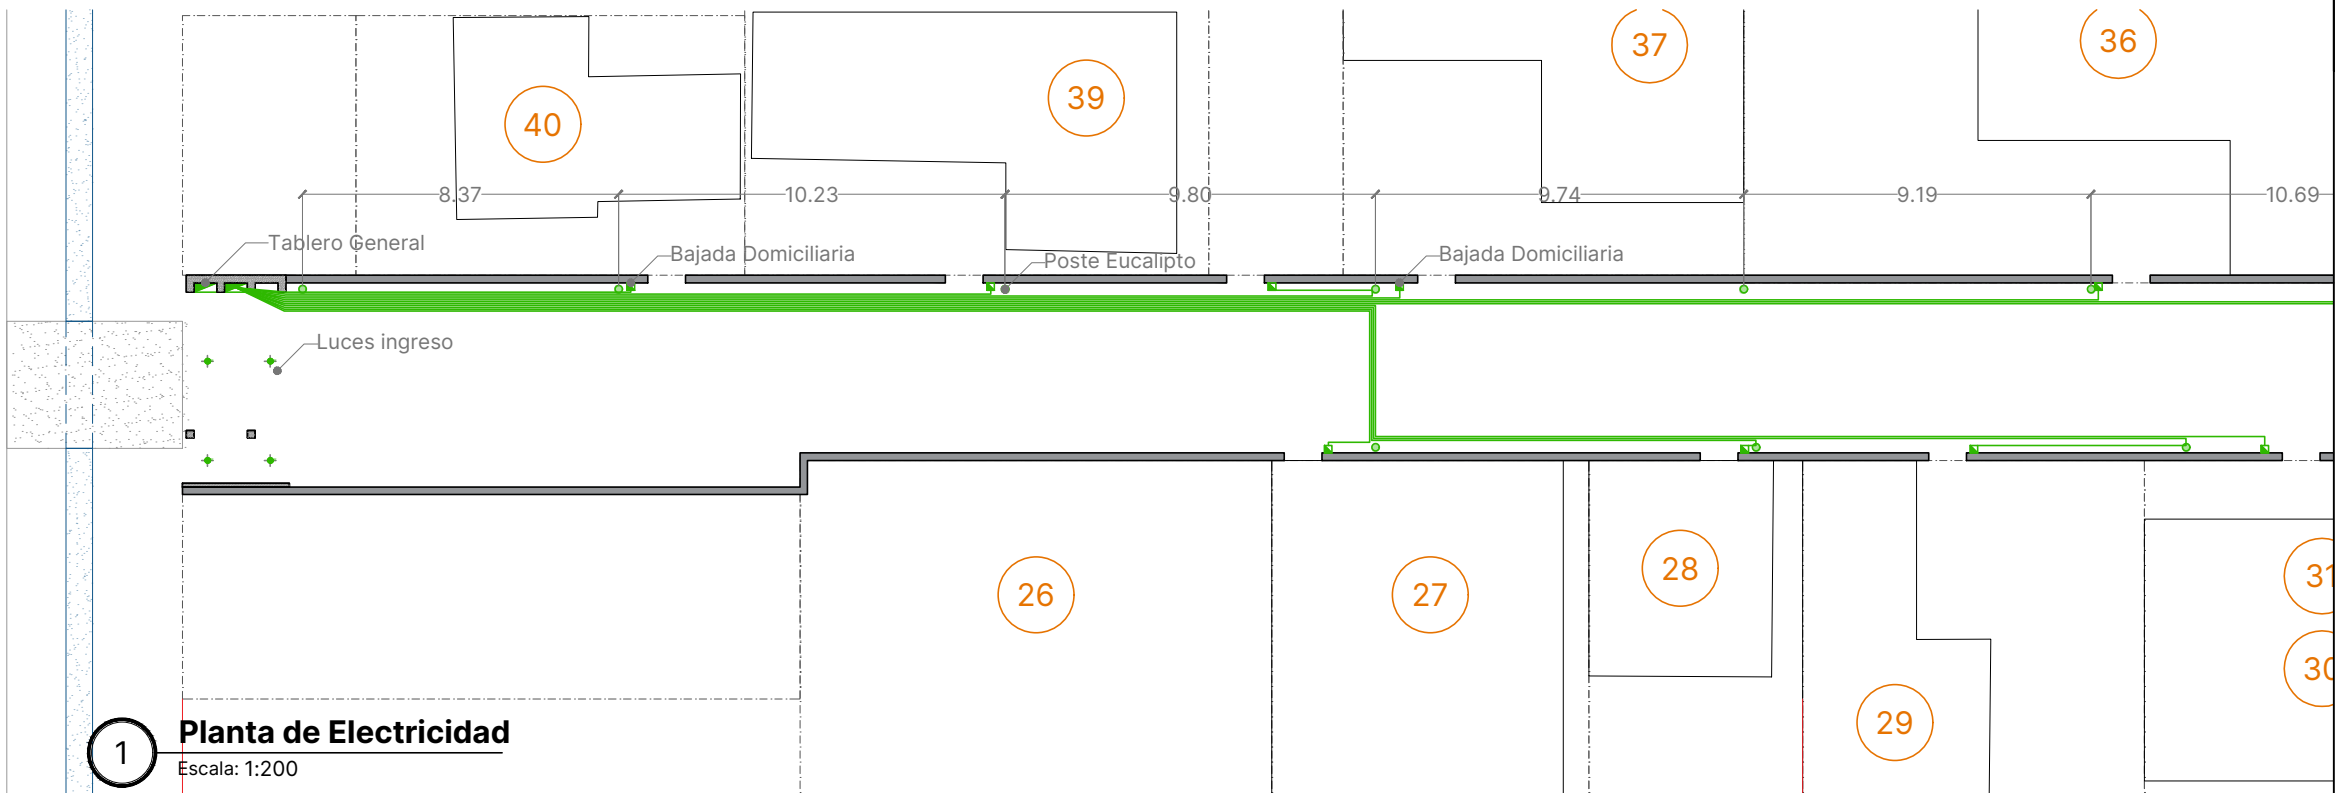 37
36
39
40
8.37
10.23
9.80
9.74
9.19
10.69
Tablero General
Bajada Domiciliaria
Poste Eucalipto
Bajada Domiciliaria
Luces ingreso
26
27
28
31
30
29
1
Planta de Electricidad
Escala: 1:200